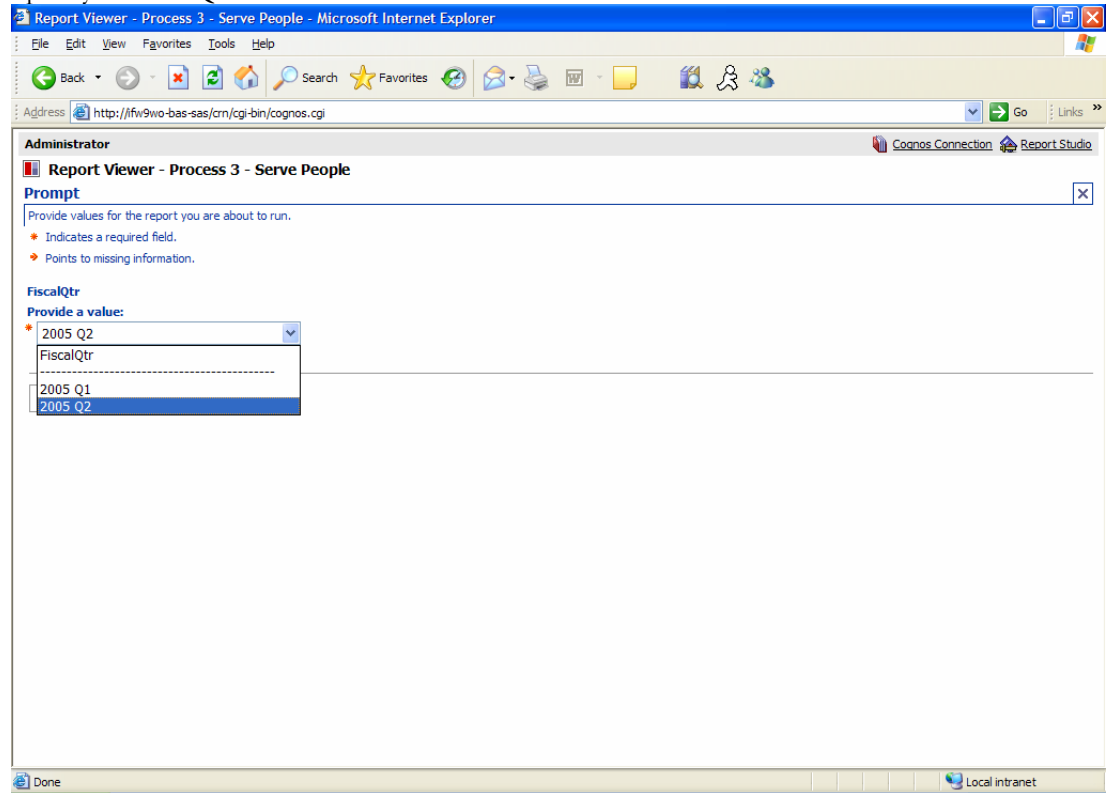 Report Viewer - Process 3 - Serve People - Microsoft Internet Explorer
File Edit View Favorites Tools Help
Back Search Favorites
Address http://ifw9wo-bas-sas/crn/cgi-bin/cognos.cgi Go Links »
Administrator Cognos Connection Report Studio
Report Viewer - Process 3 - Serve People
Prompt
Provide values for the report you are about to run.
* Indicates a required field.
Points to missing information.
FiscalQtr
Provide a value:
* 2005 Q2
FiscalQtr
--------------------------------------------
2005 Q1
2005 Q2
Done Local intranet